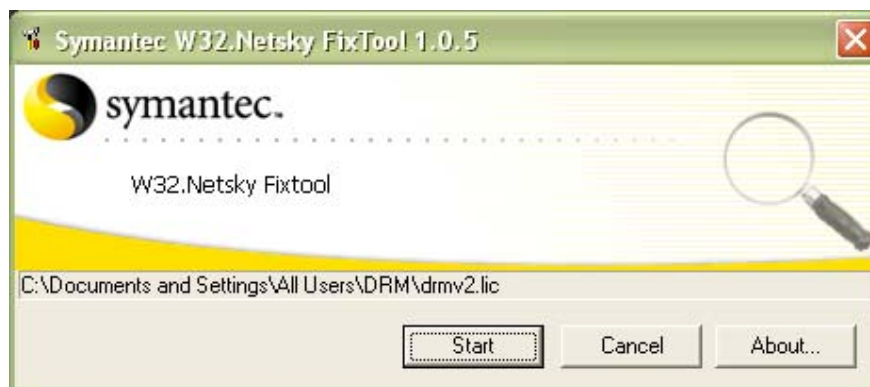 Symantec W32.Netsky FixTool 1.0.5
symantec™
W32.Netsky Fixtool
C:\Documents and Settings\All Users\DRM\drmv2.lic
Start Cancel About...